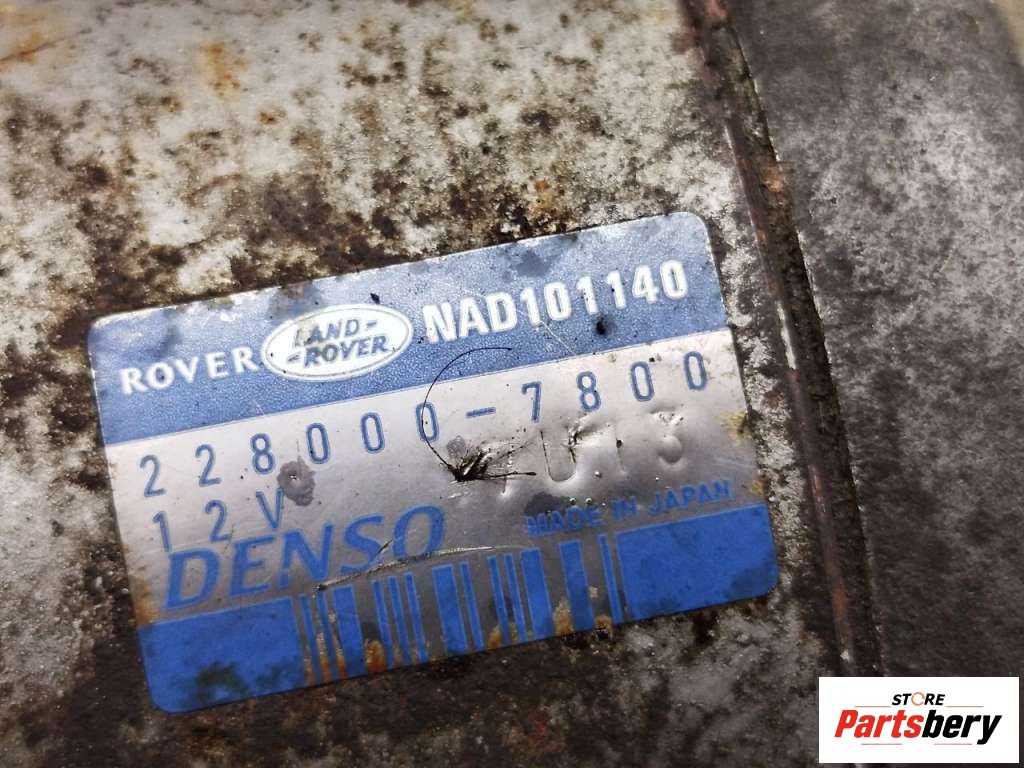 ROVER LAND-ROVER NAD101140
228000-7800
12V
DENSO MADE IN JAPAN
STORE
Partsbery